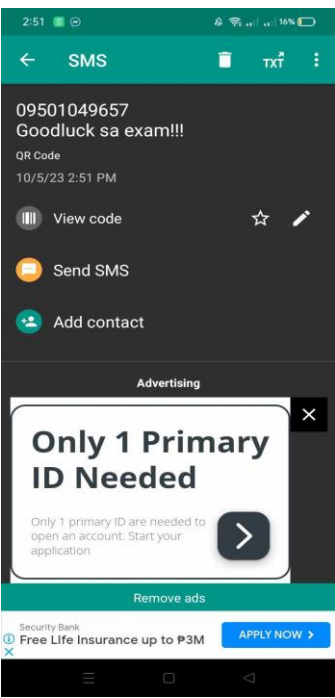 2:51
16%
SMS
TXT
09501049657
Goodluck sa exam!!!
QR Code
10/5/23 2:51 PM
View code
Send SMS
Add contact
Advertising
Only 1 Primary
ID Needed
Only 1 primary ID are needed to
open an account. Start your
application
Remove ads
Security Bank
Free Life Insurance up to ₱3M
APPLY NOW